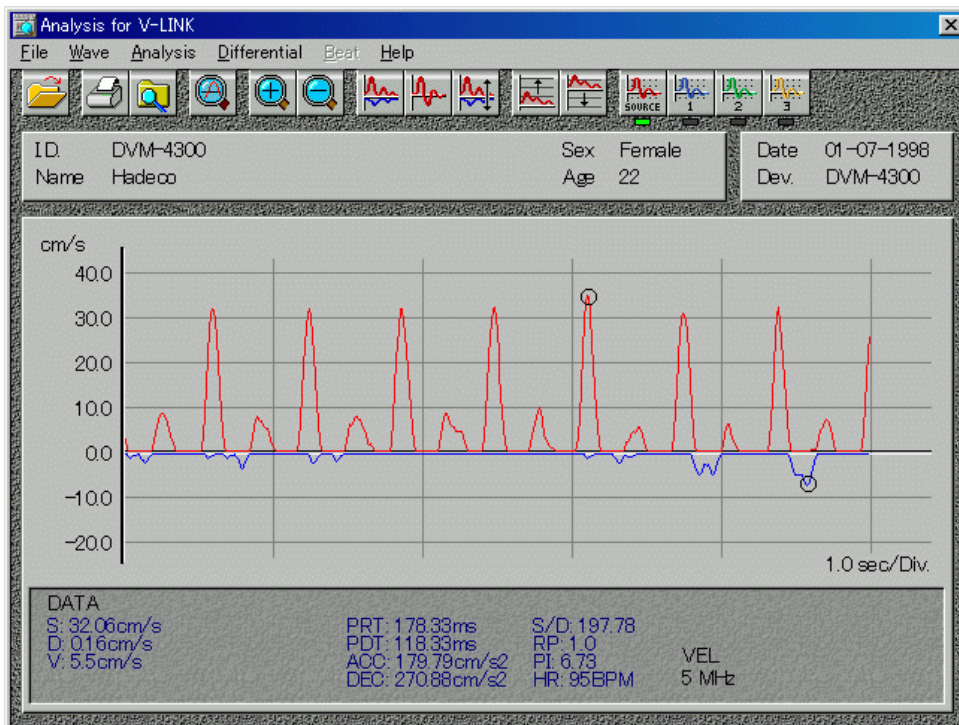 Analysis for V-LINK
File Wave Analysis Differential Beat Help
A SOURCE 1 2 3
I.D. DVM-4300 Sex Female Date 01-07-1998
Name Hadeco Age 22 Dev. DVM-4300
cm/s
40.0
30.0
20.0
10.0
0.0
-10.0
-20.0
1.0 sec/Div.
DATA
S: 32.06cm/s PRT: 178.33ms S/D: 197.78
D: 0.16cm/s PDT: 118.33ms RP: 1.0
V: 5.5cm/s ACC: 179.79cm/s2 PI: 6.73 VEL
DEC: 270.88cm/s2 HR: 95BPM 5 MHz